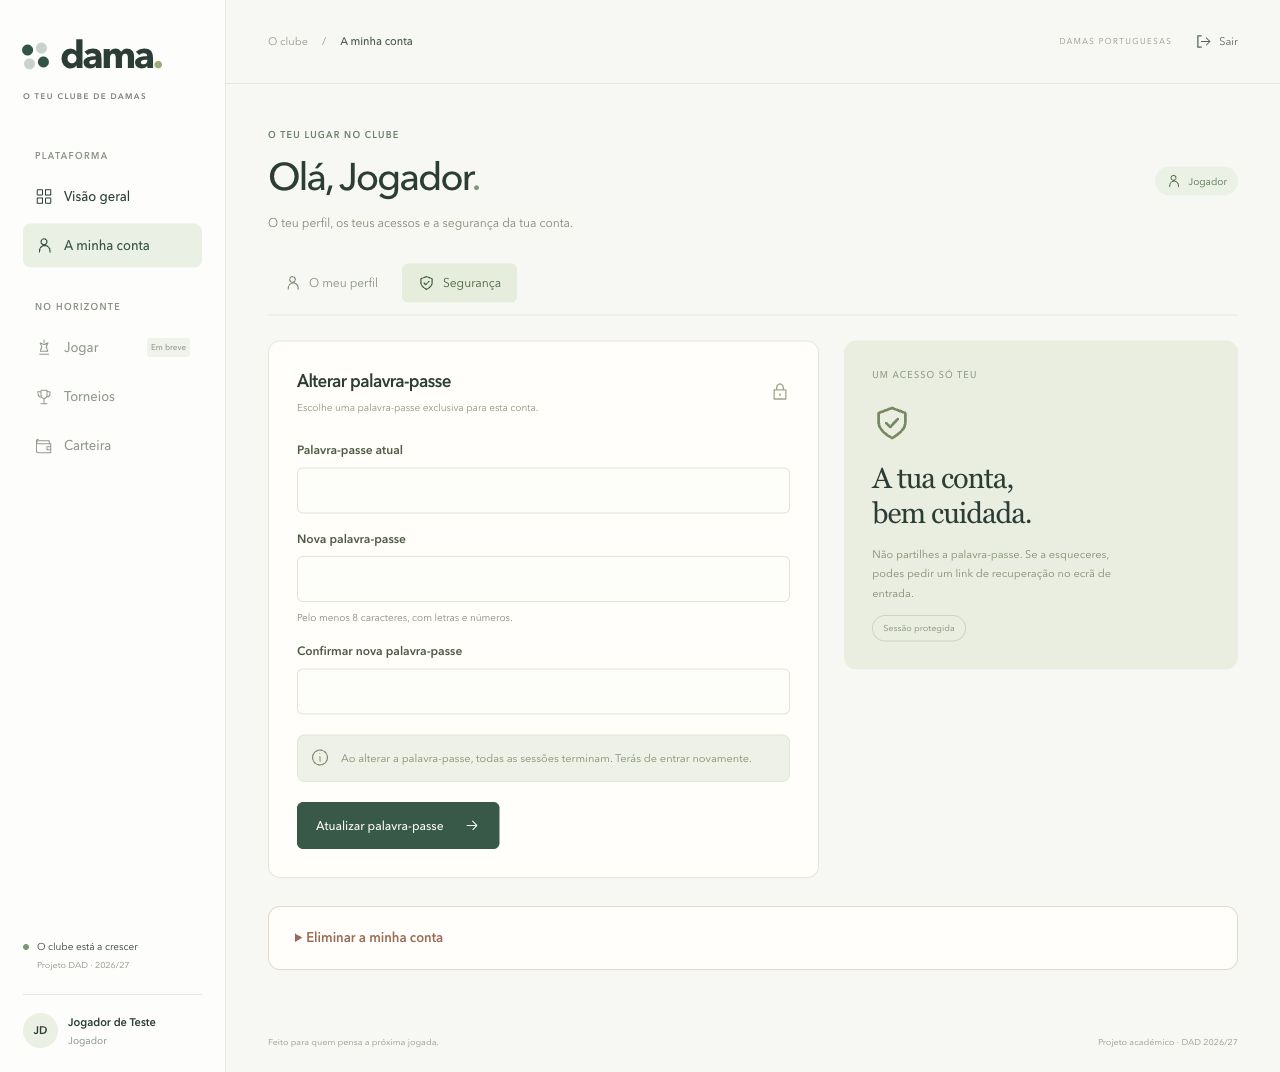 dama.
O TEU CLUBE DE DAMAS
PLATAFORMA
Visão geral
A minha conta
NO HORIZONTE
Jogar
Em breve
Torneios
Carteira
O clube está a crescer
Projeto DAD · 2026/27
JD
Jogador de Teste
Jogador
O clube / A minha conta
DAMAS PORTUGUESAS
Sair
O TEU LUGAR NO CLUBE
Olá, Jogador.
Jogador
O teu perfil, os teus acessos e a segurança da tua conta.
O meu perfil
Segurança
Alterar palavra-passe
Escolhe uma palavra-passe exclusiva para esta conta.
Palavra-passe atual
Nova palavra-passe
Pelo menos 8 caracteres, com letras e números.
Confirmar nova palavra-passe
Ao alterar a palavra-passe, todas as sessões terminam. Terás de entrar novamente.
Atualizar palavra-passe
UM ACESSO SÓ TEU
A tua conta,
bem cuidada.
Não partilhes a palavra-passe. Se a esqueceres,
podes pedir um link de recuperação no ecrã de
entrada.
Sessão protegida
Eliminar a minha conta
Feito para quem pensa a próxima jogada.
Projeto académico · DAD 2026/27